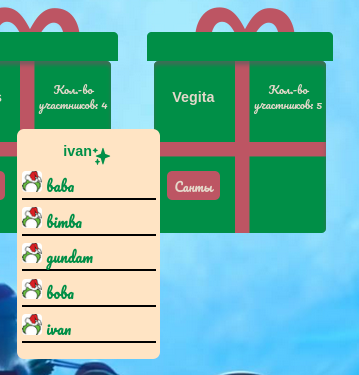 s
Кол.-во
участников: 4
Vegita
Кол.-во
участников: 5
Санты
ivan
baba
bimba
gundam
boba
ivan